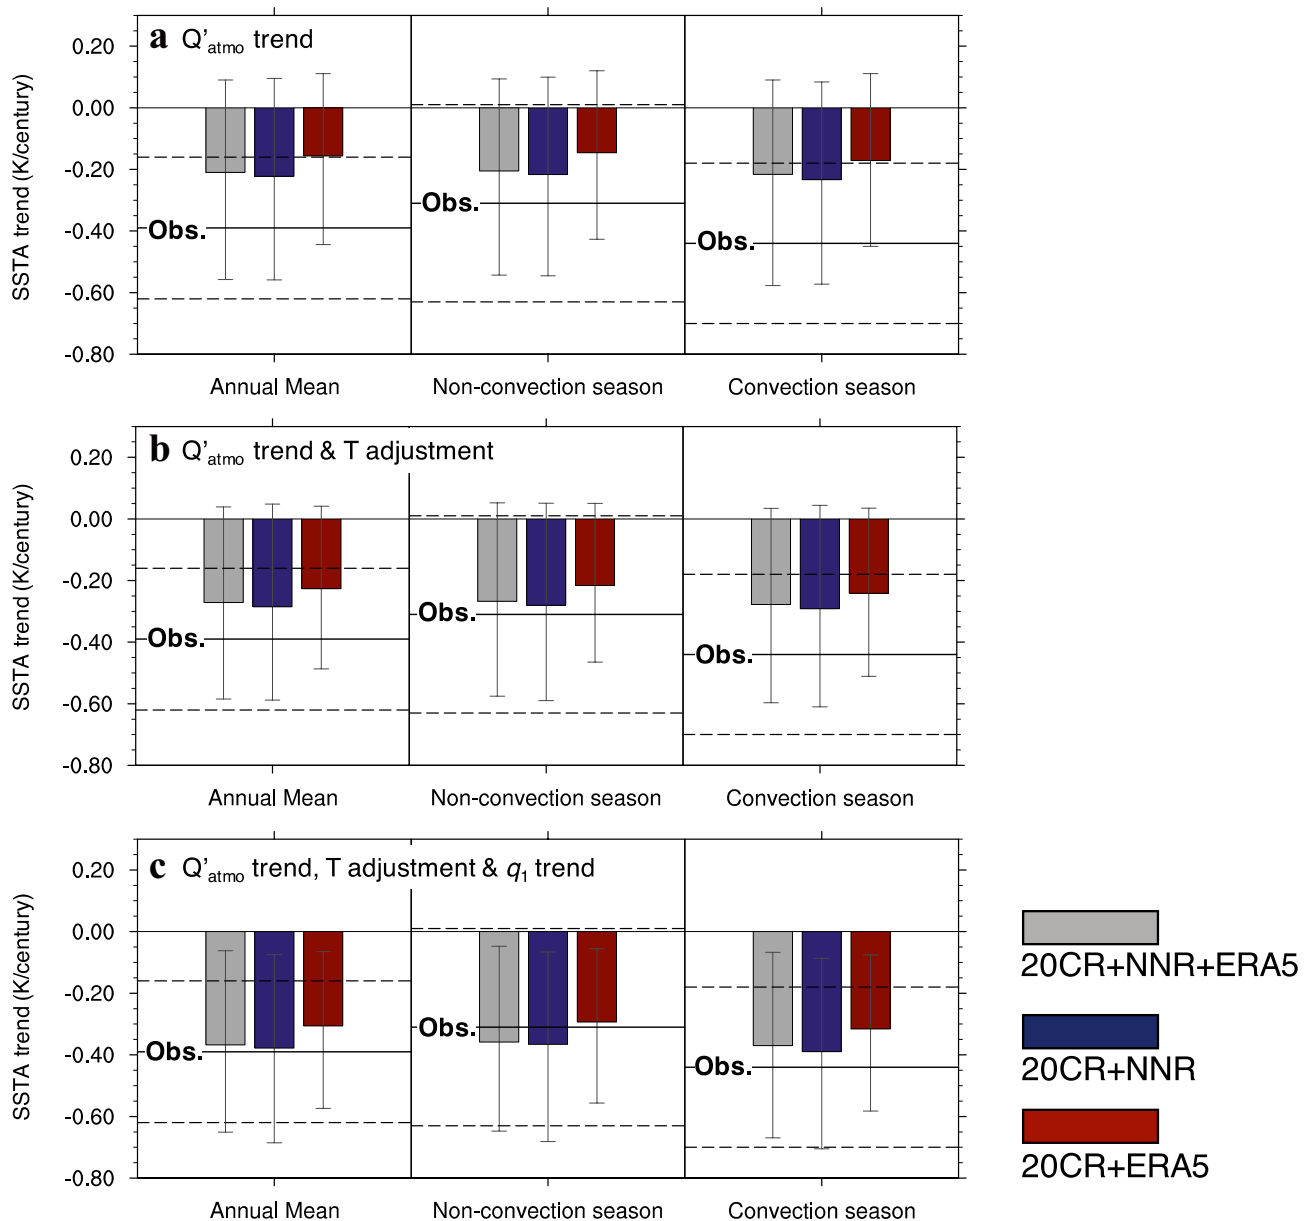 a Q’atmo trend
0.20
0.00
-0.20
-0.40
-0.60
-0.80
SSTA trend (K/century)
Obs.
Obs.
Obs.
Annual Mean
Non-convection season
Convection season
b Q’atmo trend & T adjustment
0.20
0.00
-0.20
-0.40
-0.60
-0.80
SSTA trend (K/century)
Obs.
Obs.
Obs.
Annual Mean
Non-convection season
Convection season
c Q’atmo trend, T adjustment & q1 trend
0.20
0.00
-0.20
-0.40
-0.60
-0.80
SSTA trend (K/century)
Obs.
Obs.
Obs.
Annual Mean
Non-convection season
Convection season
20CR+NNR+ERA5
20CR+NNR
20CR+ERA5